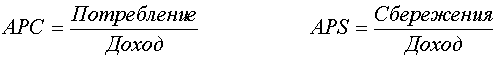 APC = Потребление / Доход
APS = Сбережения / Доход